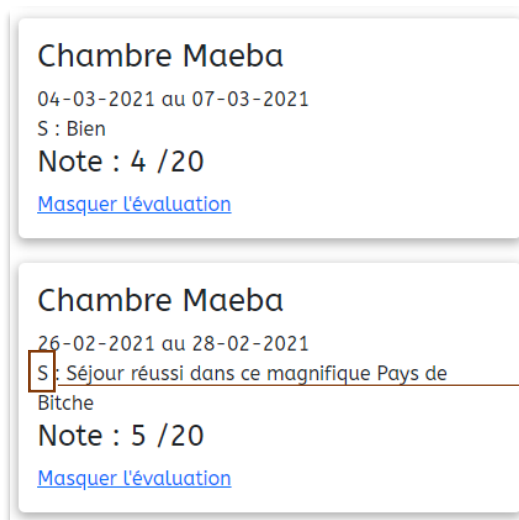 Chambre Maeba
04-03-2021 au 07-03-2021
S : Bien
Note : 4 /20
Masquer l'évaluation
Chambre Maeba
26-02-2021 au 28-02-2021
S : Séjour réussi dans ce magnifique Pays de
Bitche
Note : 5 /20
Masquer l'évaluation